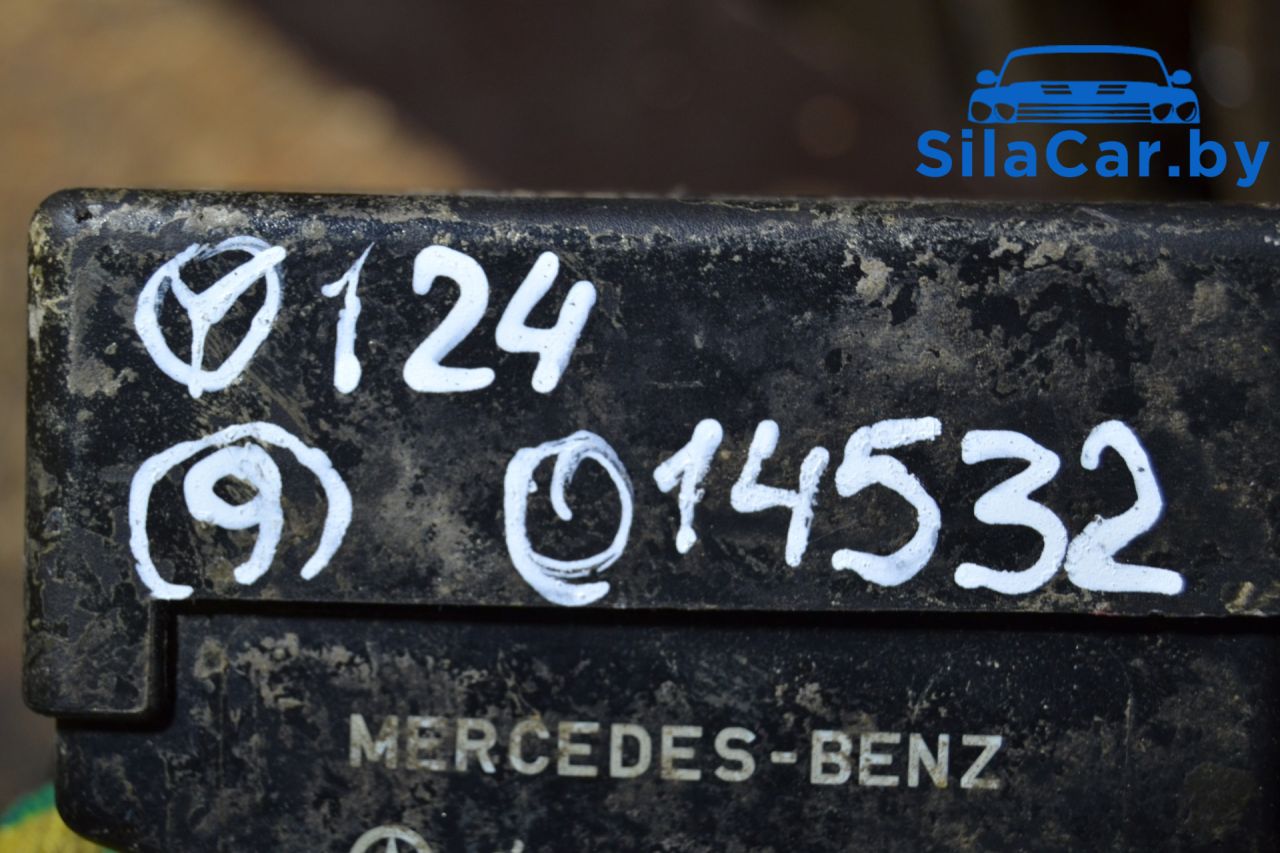 SilaCar.by
124
(9) 14532
MERCEDES-BENZ